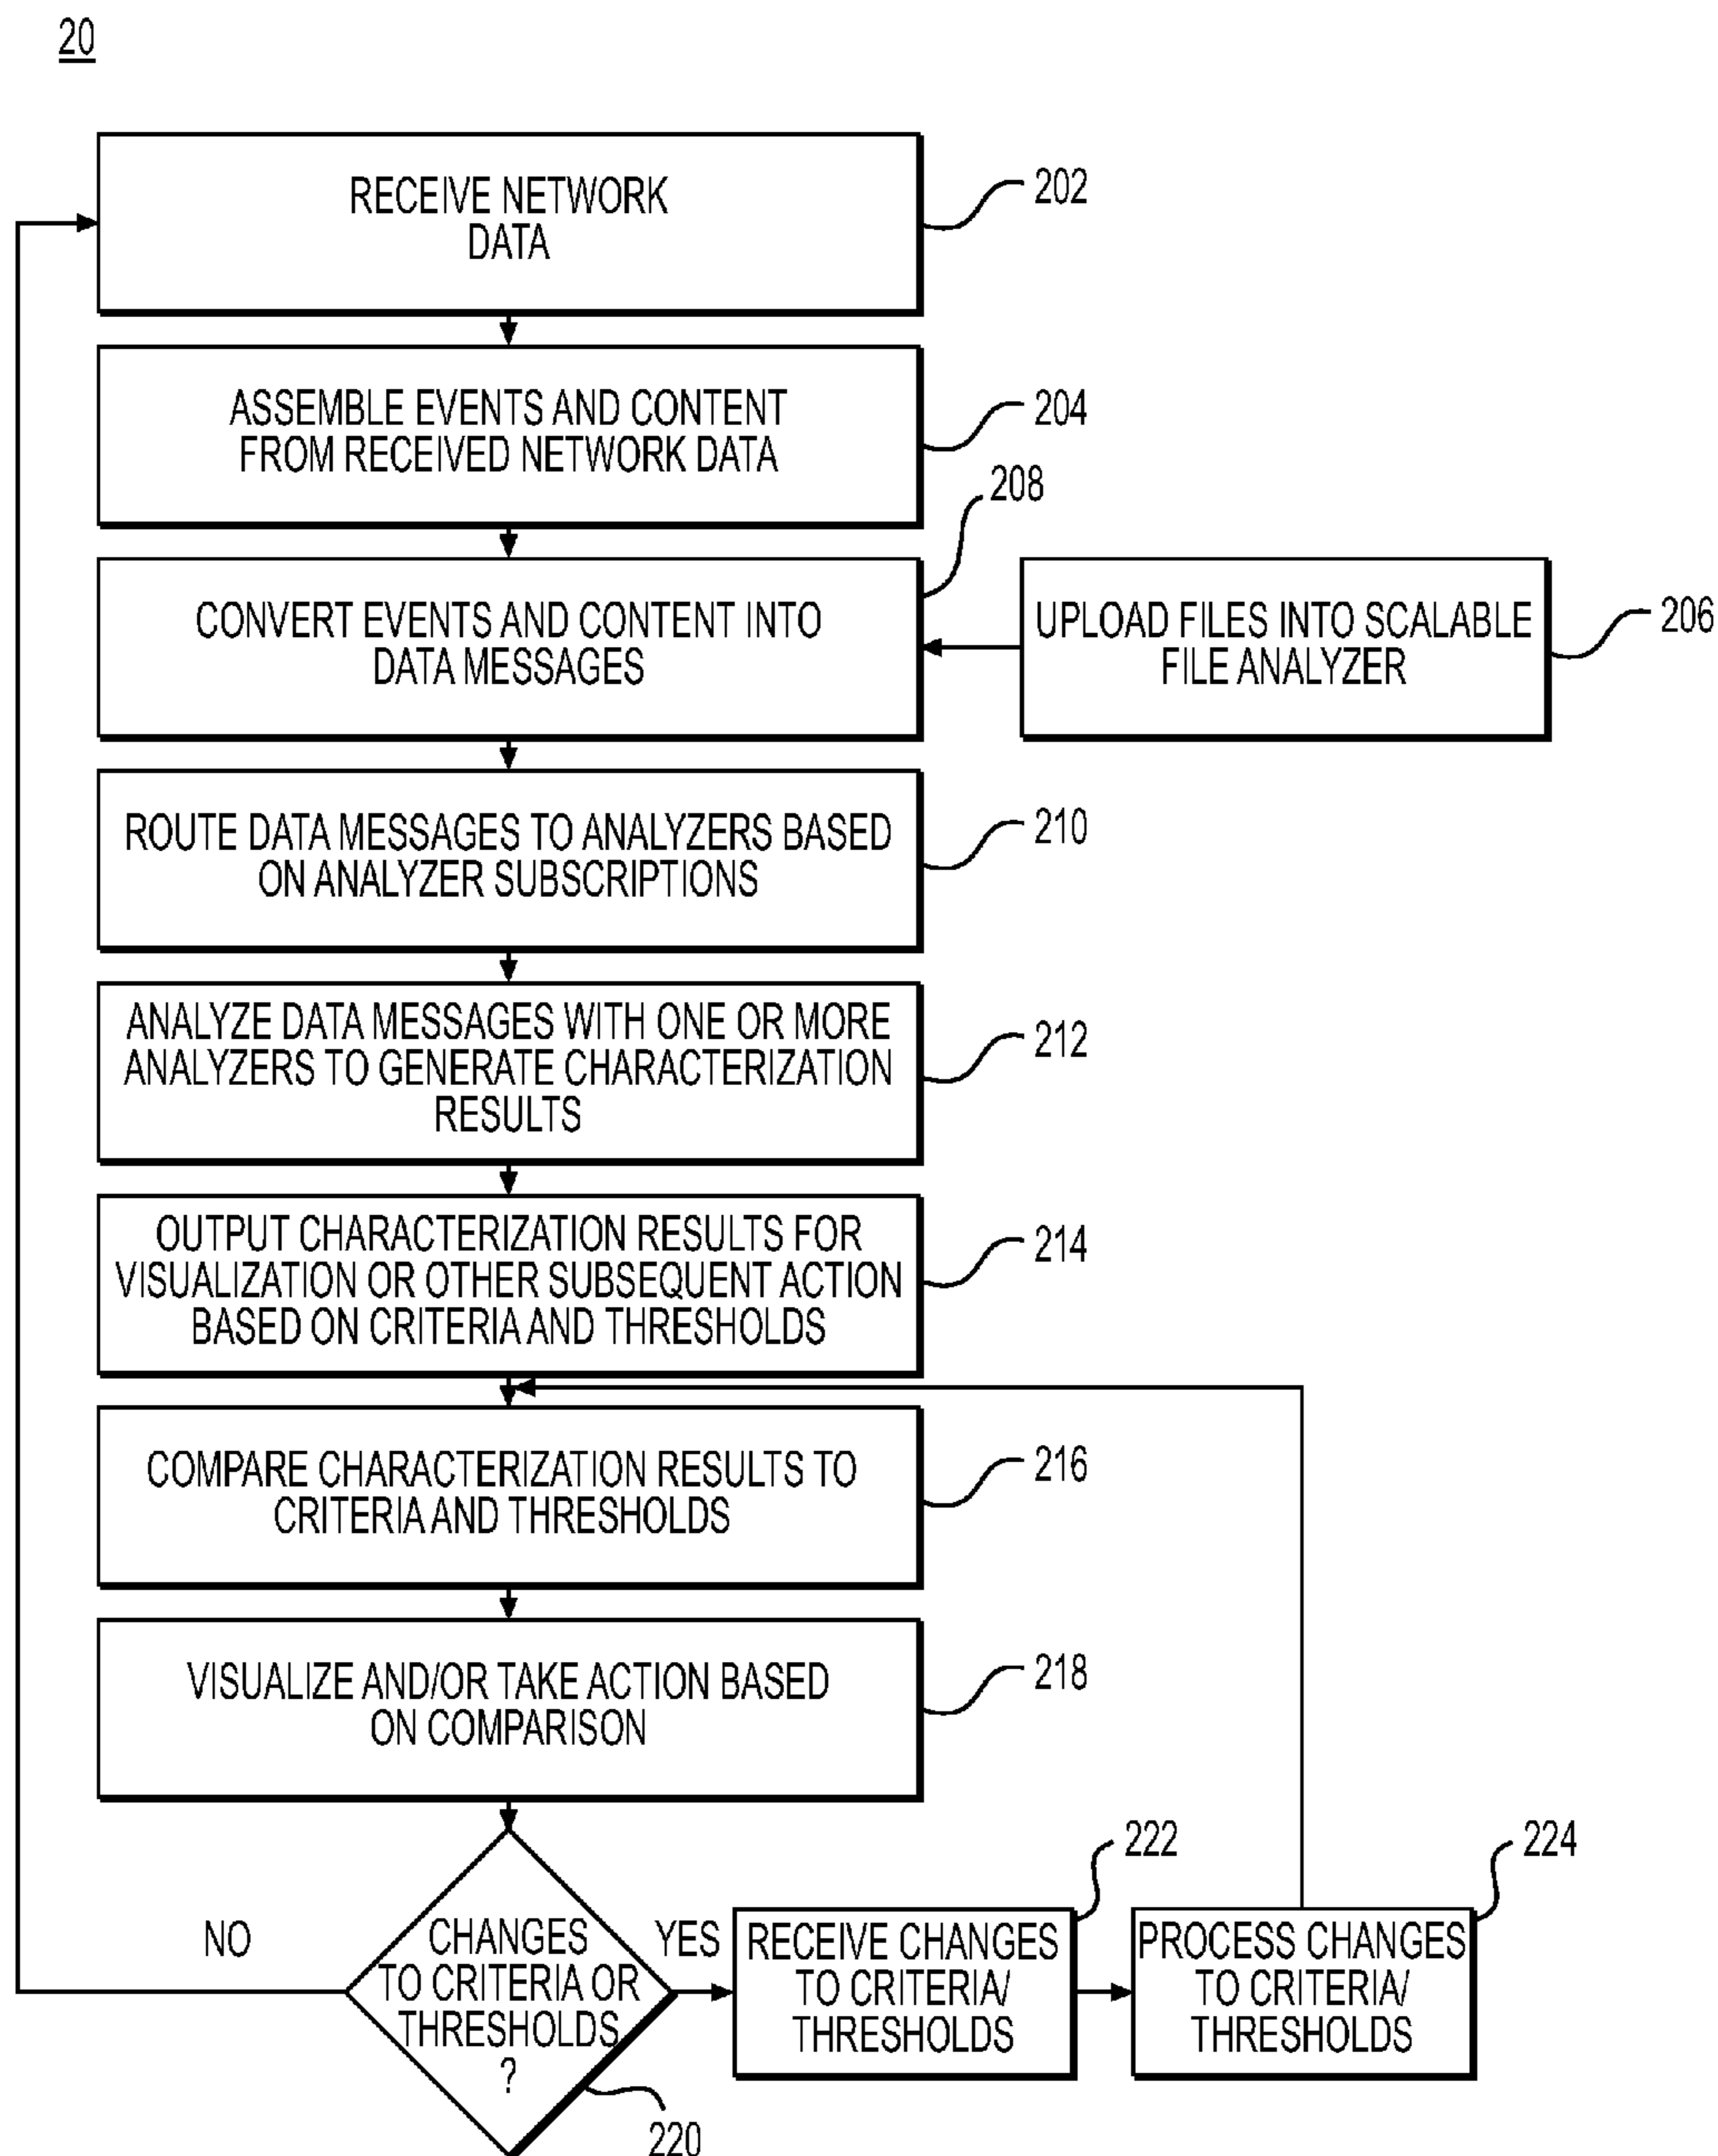 20
RECEIVE NETWORK
DATA
202
ASSEMBLE EVENTS AND CONTENT
FROM RECEIVED NETWORK DATA
204
208
CONVERT EVENTS AND CONTENT INTO
DATA MESSAGES
UPLOAD FILES INTO SCALABLE
FILE ANALYZER
206
ROUTE DATA MESSAGES TO ANALYZERS BASED
ON ANALYZER SUBSCRIPTIONS
210
ANALYZE DATA MESSAGES WITH ONE OR MORE
ANALYZERS TO GENERATE CHARACTERIZATION
RESULTS
212
OUTPUT CHARACTERIZATION RESULTS FOR
VISUALIZATION OR OTHER SUBSEQUENT ACTION
BASED ON CRITERIA AND THRESHOLDS
214
COMPARE CHARACTERIZATION RESULTS TO
CRITERIA AND THRESHOLDS
216
VISUALIZE AND/OR TAKE ACTION BASED
ON COMPARISON
218
NO
CHANGES
TO CRITERIA OR
THRESHOLDS
?
220
YES
RECEIVE CHANGES
TO CRITERIA/
THRESHOLDS
222
PROCESS CHANGES
TO CRITERIA/
THRESHOLDS
224